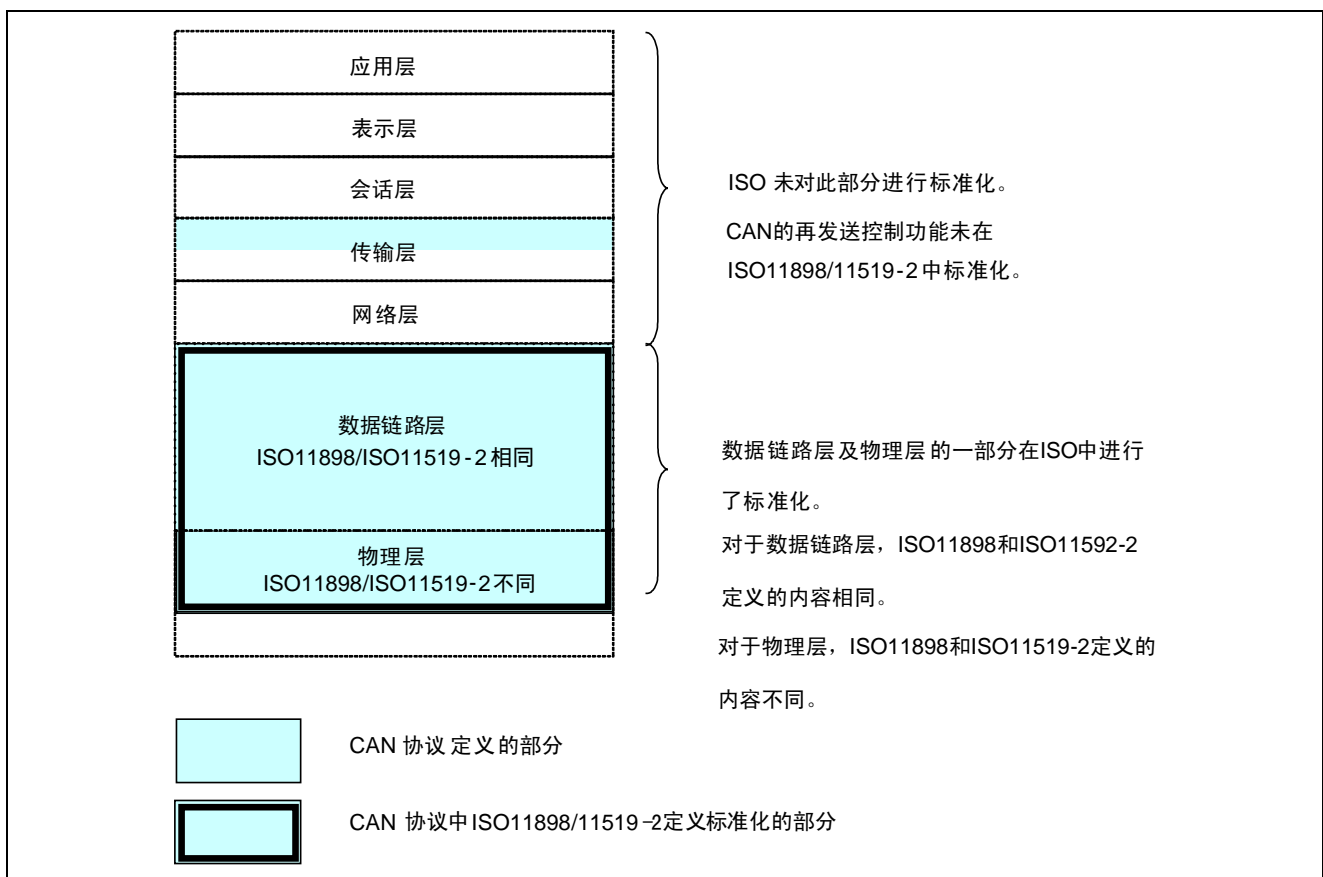 应用层
表示层
会话层
传输层
网络层
数据链路层
ISO11898/ISO11519-2相同
物理层
ISO11898/ISO11519-2不同
ISO 未对此部分进行标准化。
CAN的再发送控制功能未在
ISO11898/11519-2中标准化。
数据链路层及物理层的一部分在ISO中进行
了标准化。
对于数据链路层，ISO11898和ISO11592-2
定义的内容相同。
对于物理层，ISO11898和ISO11519-2定义的
内容不同。
CAN 协议定义的部分
CAN 协议中ISO11898/11519-2定义标准化的部分